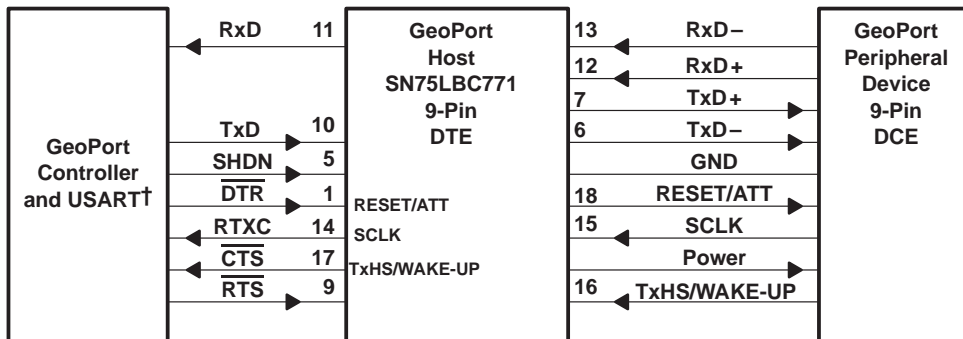 GeoPort
Controller
and USART†
RxD 11
TxD 10
SHDN 5
DTR 1
RTXC 14
CTS 17
RTS 9
GeoPort
Host
SN75LBC771
9-Pin
DTE
RESET/ATT
SCLK
TxHS/WAKE-UP
13 RxD–
12 RxD+
7 TxD+
6 TxD–
GND
18 RESET/ATT
15 SCLK
Power
16 TxHS/WAKE-UP
GeoPort
Peripheral
Device
9-Pin
DCE